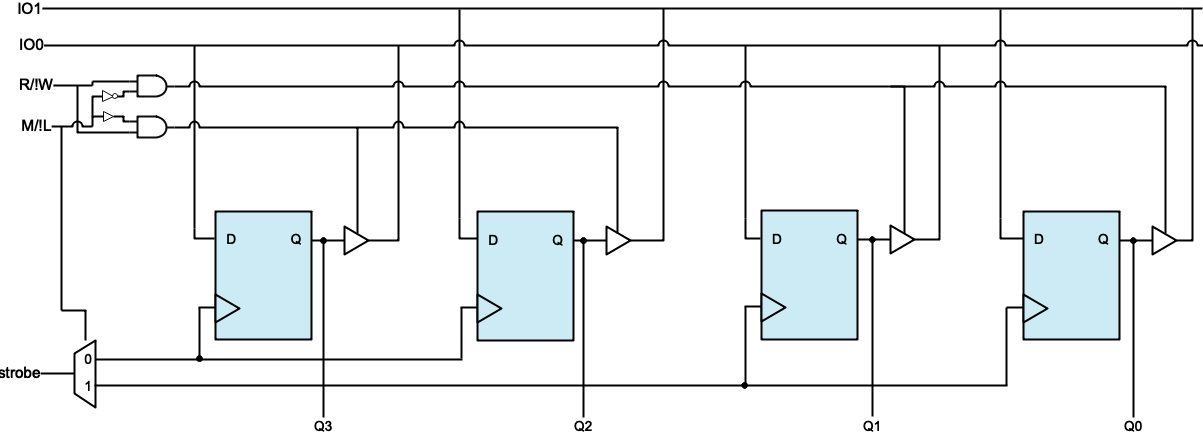 IO1
IO0
R/!W
M/!L
D Q D Q D Q D Q
0
strobe
1
Q3 Q2 Q1 Q0